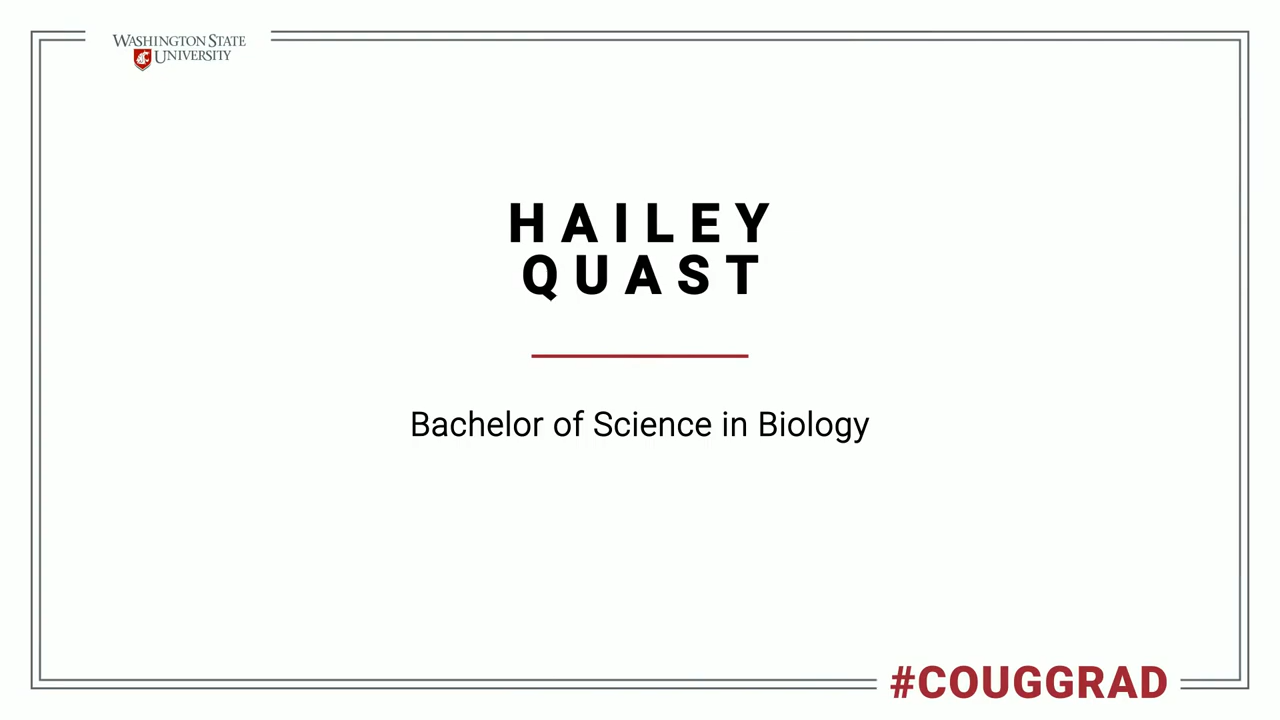 WASHINGTON STATE
UNIVERSITY
HAILEY
QUAST
Bachelor of Science in Biology
#COUGGRAD